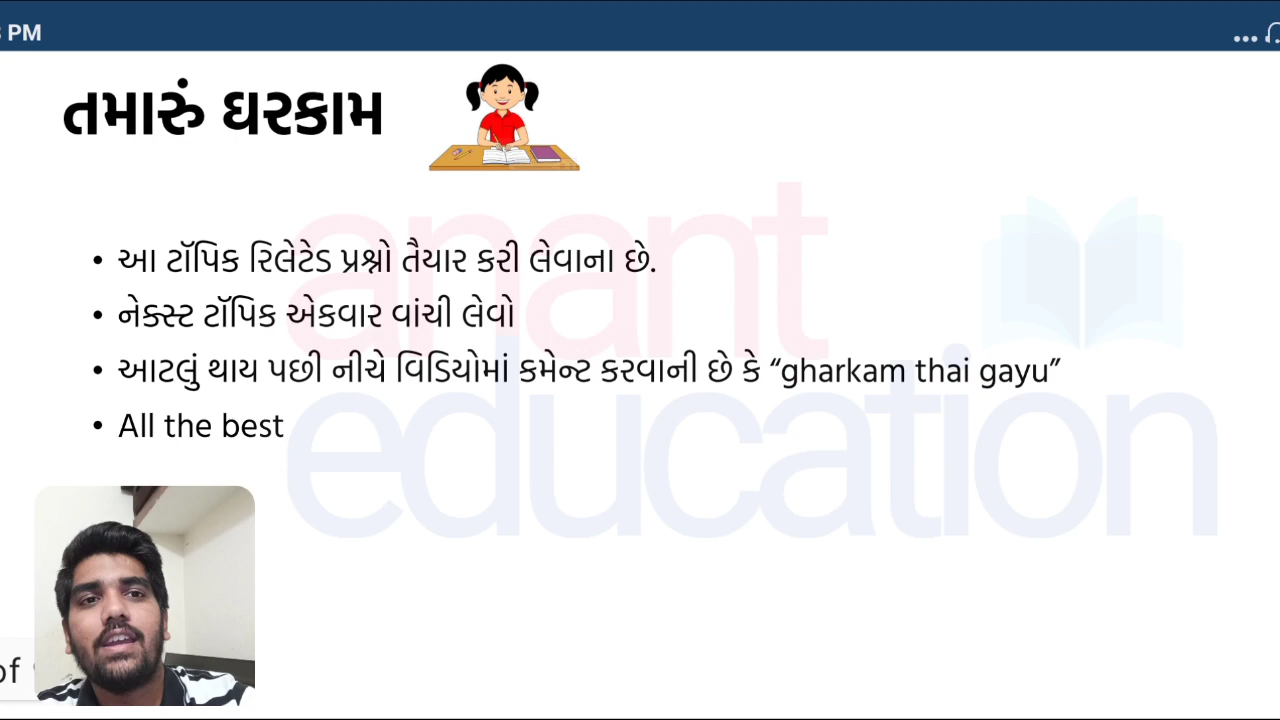 PM
તમારું ઘરકામ
• આ ટૉપિક રિલેટેડ પ્રશ્નો તૈયાર કરી લેવાના છે.
• નેક્સ્ટ ટૉપિક એકવાર વાંચી લેવો
• આટલું થાય પછી નીચે વિડિયોમાં કમેન્ટ કરવાની છે કે “gharkam thai gayu”
• All the best
anant
education
of